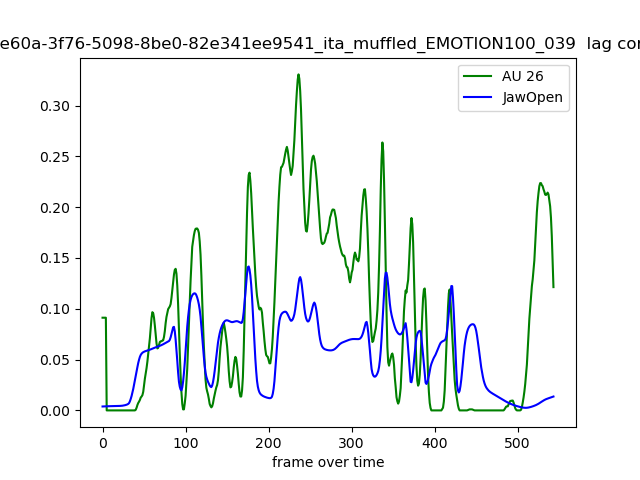 e60a-3f76-5098-8be0-82e341ee9541_ita_muffled_EMOTION100_039 lag
AU 26
JawOpen
0.30
0.25
0.20
0.15
0.10
0.05
0.00
0 100 200 300 400 500
frame over time